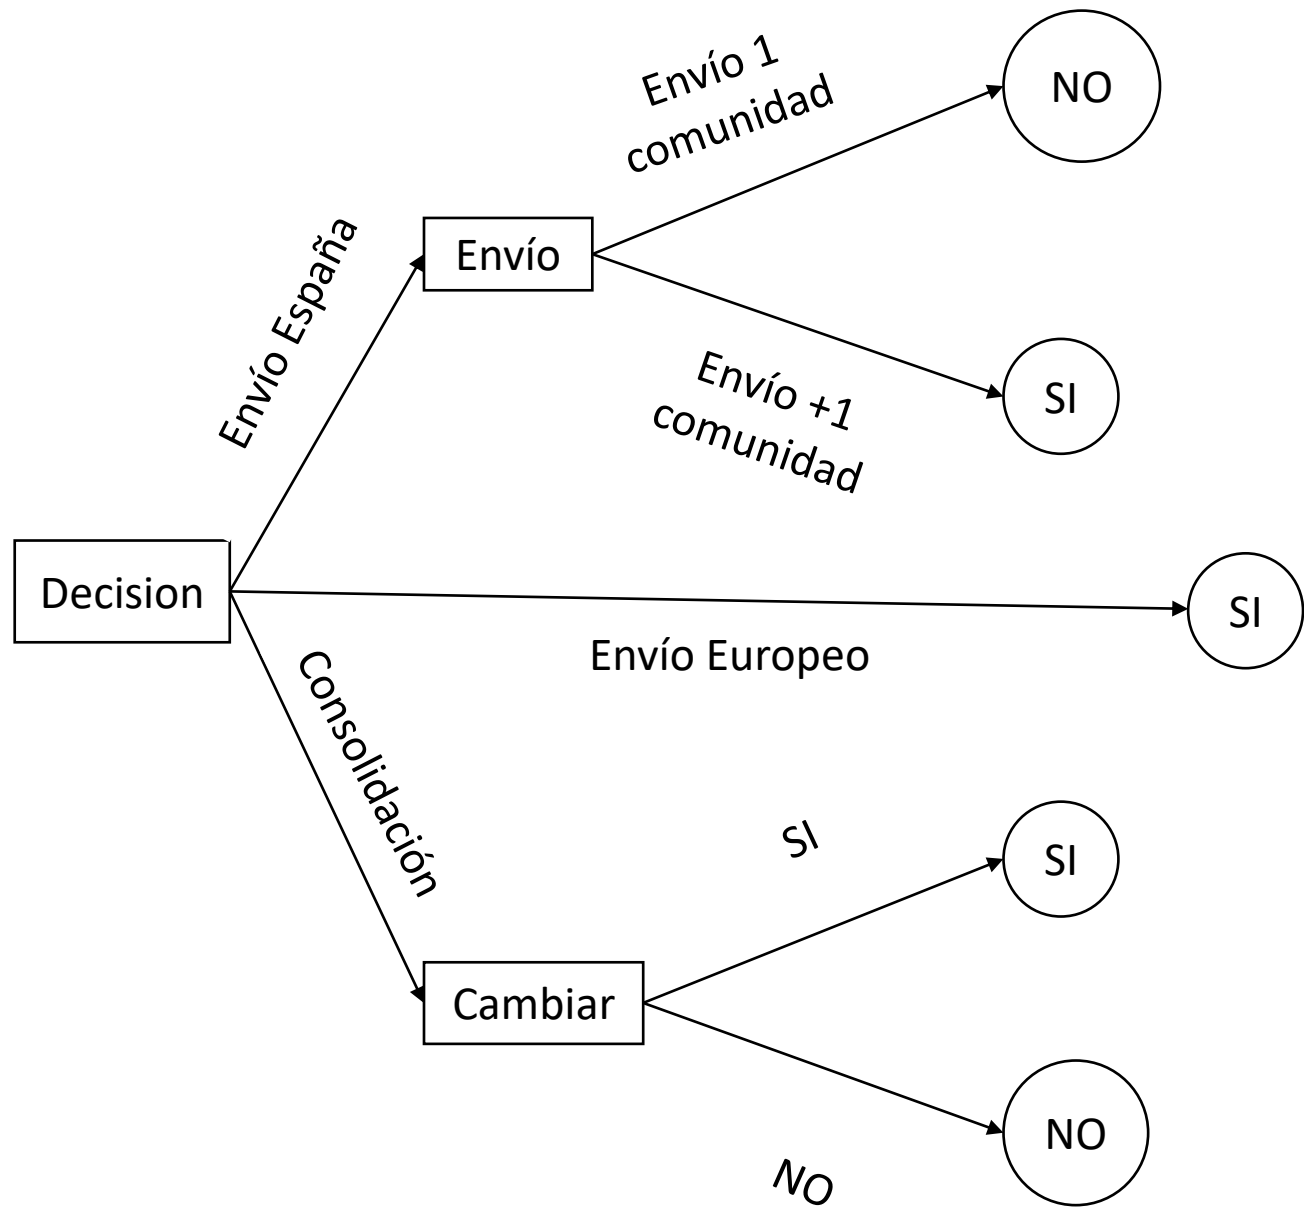 Envío 1
comunidad
NO
Envío España
Envío
Envío +1
comunidad
SI
Decision
SI
Envío Europeo
Consolidación
SI
SI
Cambiar
NO
NO